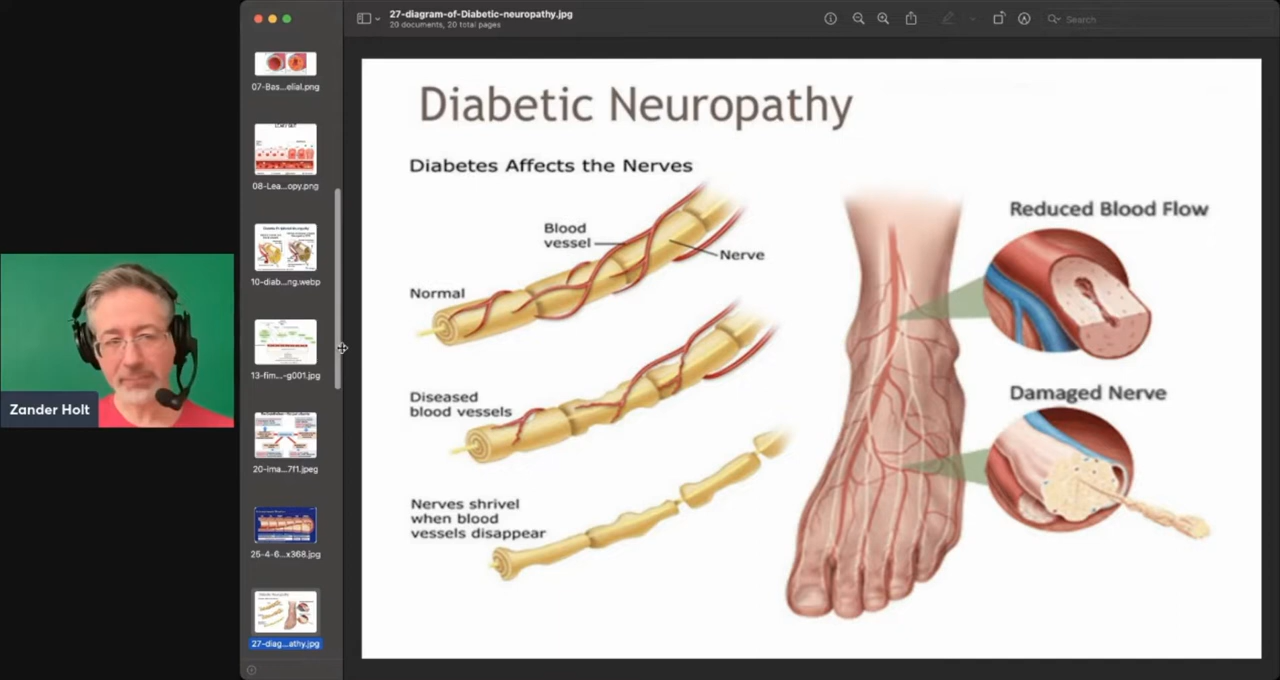 27-diagram-of-Diabetic-neuropathy.jpg
20 documents, 20 total pages
Search
07-Bas...elial.png
08-Lea...opy.png
10-diab...ng.webp
13-fim...-g001.jpg
20-ima...7f1.jpeg
25-4-6...x368.jpg
27-diag...athy.jpg
Zander Holt
Diabetic Neuropathy
Diabetes Affects the Nerves
Blood
vessel
Nerve
Normal
Diseased
blood vessels
Nerves shrivel
when blood
vessels disappear
Reduced Blood Flow
Damaged Nerve